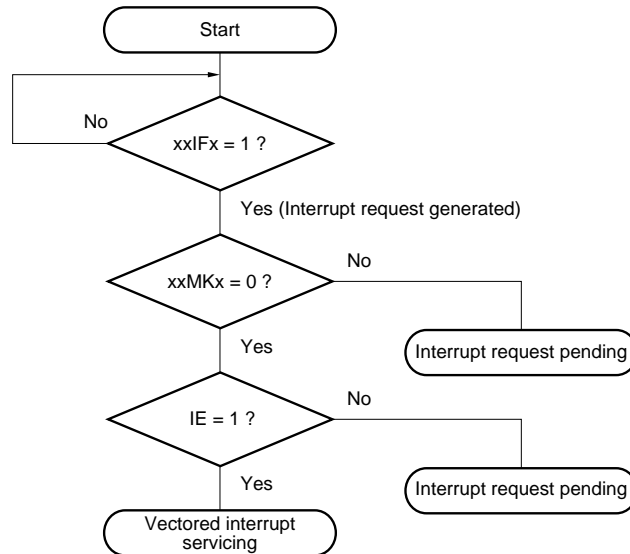 Start
No
xxIFx = 1 ?
Yes (Interrupt request generated)
xxMKx = 0 ?
No
Interrupt request pending
Yes
IE = 1 ?
No
Interrupt request pending
Yes
Vectored interrupt
servicing